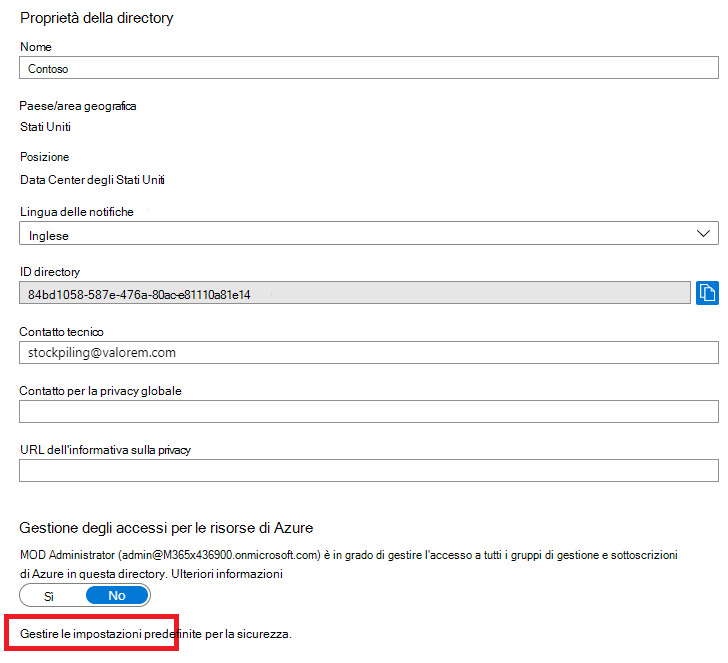 Proprietà della directory
Nome
Contoso
Paese/area geografica
Stati Uniti
Posizione
Data Center degli Stati Uniti
Lingua delle notifiche
Inglese
ID directory
84bd1058-587e-476a-80ac-e81110a81e14
Contatto tecnico
stockpiling@valorem.com
Contatto per la privacy globale
URL dell'informativa sulla privacy
Gestione degli accessi per le risorse di Azure
MOD Administrator (admin@M365x436900.onmicrosoft.com) è in grado di gestire l'accesso a tutti i gruppi di gestione e sottoscrizioni
di Azure in questa directory. Ulteriori informazioni
Sì No
Gestire le impostazioni predefinite per la sicurezza.